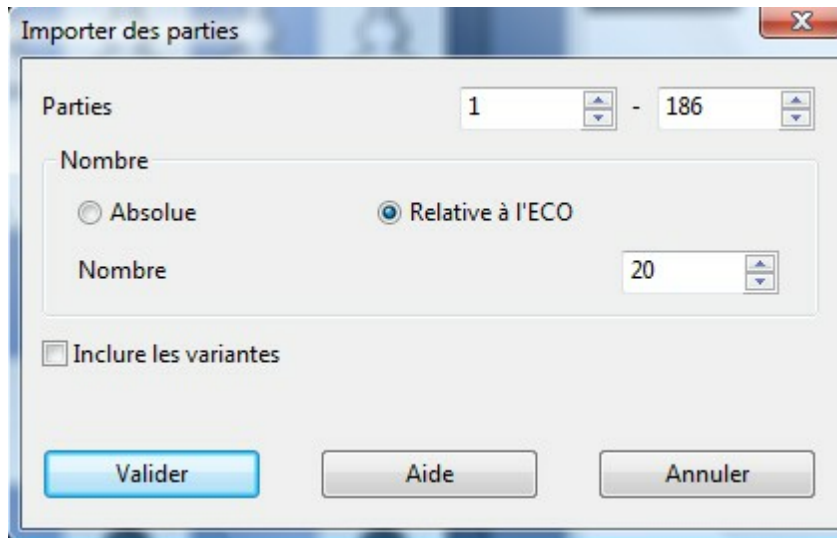 Importer des parties
Parties 1 - 186
Nombre
Absolue Relative à l'ECO
Nombre 20
Inclure les variantes
Valider Aide Annuler